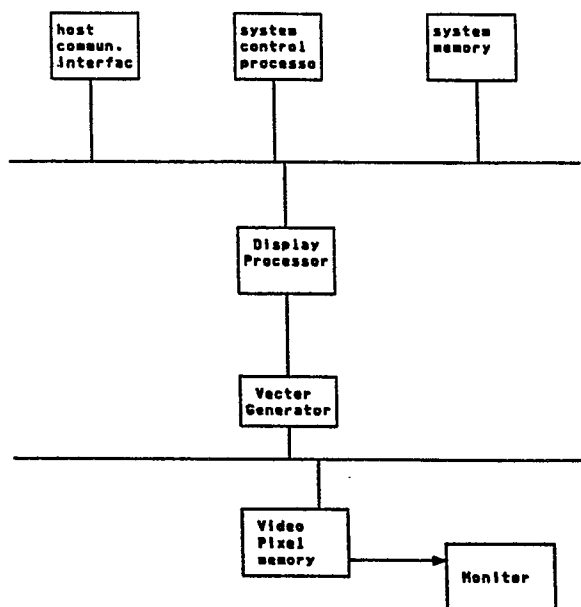 host
commun.
interfac
system
control
processo
system
memory
Display
Processor
Vecter
Generator
Video
Pixel
memory
Moniter